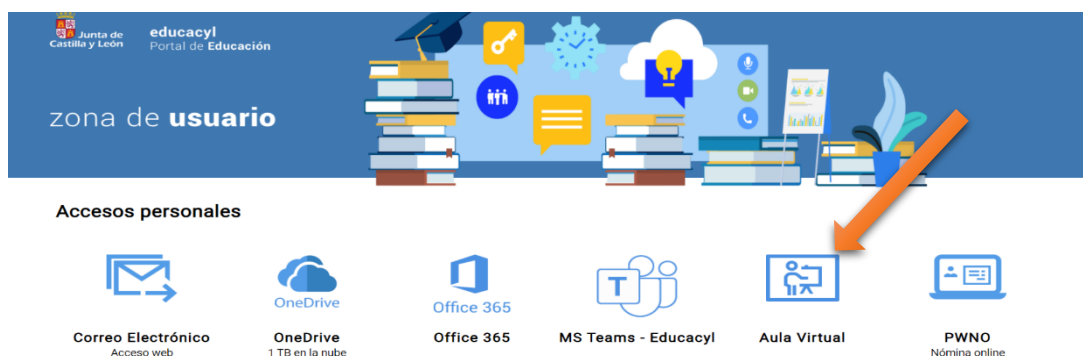 Junta de
Castilla y León
educacyl
Portal de Educación
zona de usuario
Accesos personales
OneDrive
Office 365
T
Correo Electrónico
Acceso web
OneDrive
1 TB en la nube
Office 365
MS Teams - Educacyl
Aula Virtual
PWNO
Nómina online